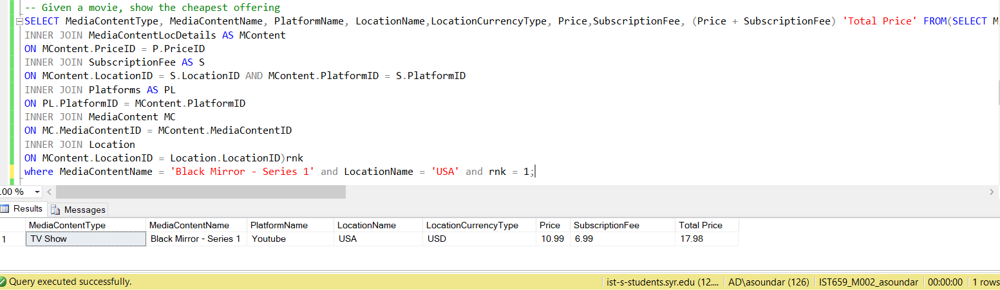 -- Given a movie, show the cheapest offering
SELECT MediaContentType, MediaContentName, PlatformName, LocationName,LocationCurrencyType, Price,SubscriptionFee, (Price + SubscriptionFee) 'Total Price' FROM(SELECT M
INNER JOIN MediaContentLocDetails AS MContent
ON MContent.PriceID = P.PriceID
INNER JOIN SubscriptionFee AS S
ON MContent.LocationID = S.LocationID AND MContent.PlatformID = S.PlatformID
INNER JOIN Platforms AS PL
ON PL.PlatformID = MContent.PlatformID
INNER JOIN MediaContent MC
ON MC.MediaContentID = MContent.MediaContentID
INNER JOIN Location
ON MContent.LocationID = Location.LocationID)rnk
where MediaContentName = 'Black Mirror - Series 1' and LocationName = 'USA' and rnk = 1;
.00 %
Results Messages
MediaContentType MediaContentName PlatformName LocationName LocationCurrencyType Price SubscriptionFee Total Price
1 TV Show Black Mirror - Series 1 Youtube USA USD 10.99 6.99 17.98
Query executed successfully. ist-s-students.syr.edu (12.... AD\asoundar (126) IST659_M002_asoundar 00:00:00 1 rows